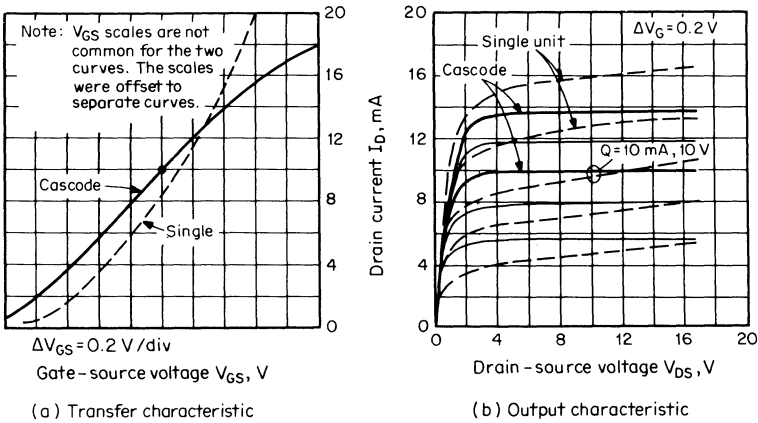 Note: VGS scales are not
common for the two
curves. The scales
were offset to
separate curves.
20
16
12
8
4
0
Cascode
Single
ΔVGS = 0.2 V/div
Gate-source voltage VGS, V
(a) Transfer characteristic
Drain current ID, mA
20
16
12
8
4
0
ΔVG = 0.2 V
Single unit
Cascode
Q = 10 mA, 10 V
0
4
8
12
16
20
Drain-source voltage VDS, V
(b) Output characteristic